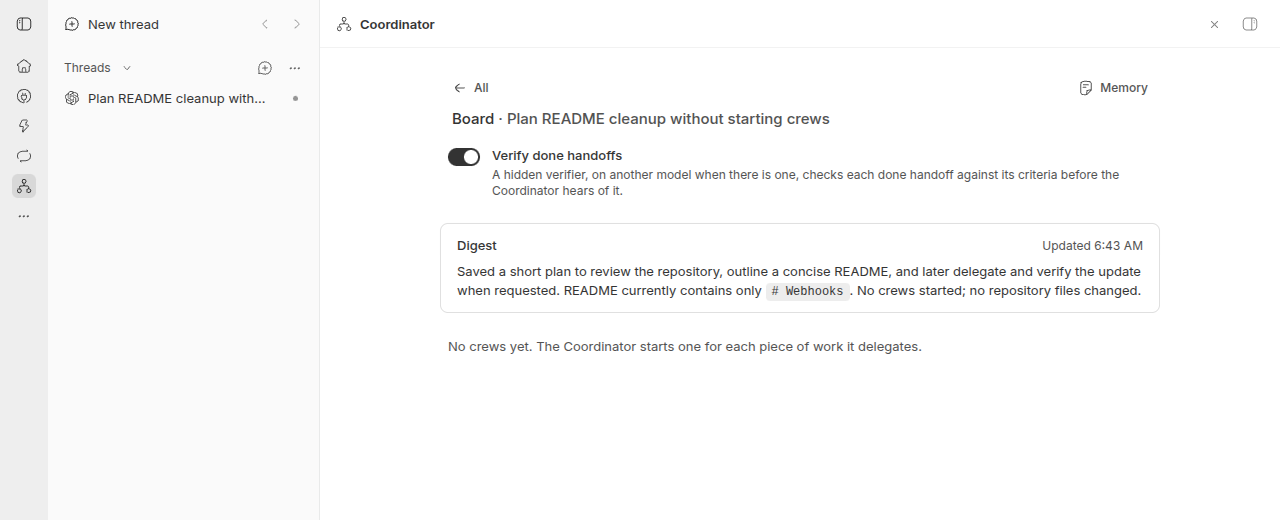 New thread
Threads
Plan README cleanup with...
Coordinator
All
Memory
Board · Plan README cleanup without starting crews
Verify done handoffs
A hidden verifier, on another model when there is one, checks each done handoff against its criteria before the
Coordinator hears of it.
Digest
Updated 6:43 AM
Saved a short plan to review the repository, outline a concise README, and later delegate and verify the update
when requested. README currently contains only # Webhooks. No crews started; no repository files changed.
No crews yet. The Coordinator starts one for each piece of work it delegates.